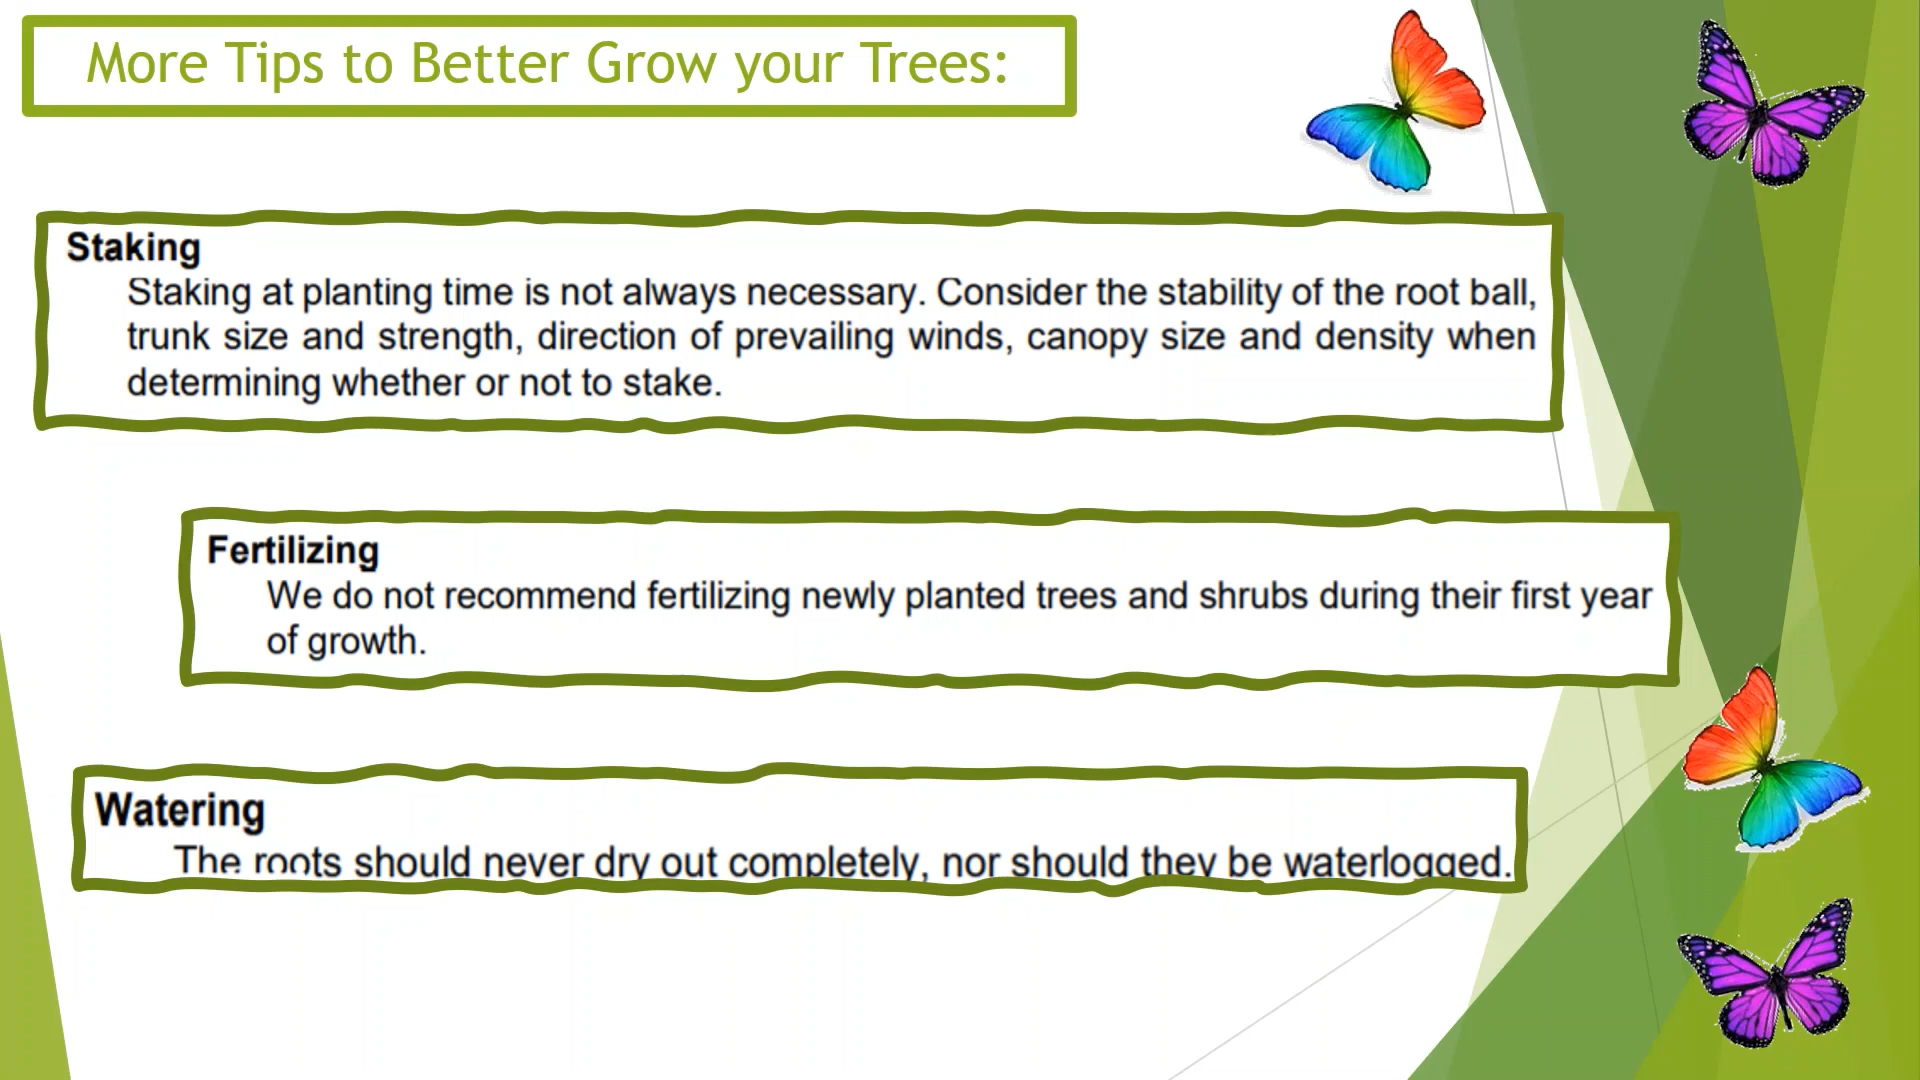 More Tips to Better Grow your Trees:
Staking
Staking at planting time is not always necessary. Consider the stability of the root ball,
trunk size and strength, direction of prevailing winds, canopy size and density when
determining whether or not to stake.
Fertilizing
We do not recommend fertilizing newly planted trees and shrubs during their first year
of growth.
Watering
The roots should never dry out completely, nor should they be waterlogged.